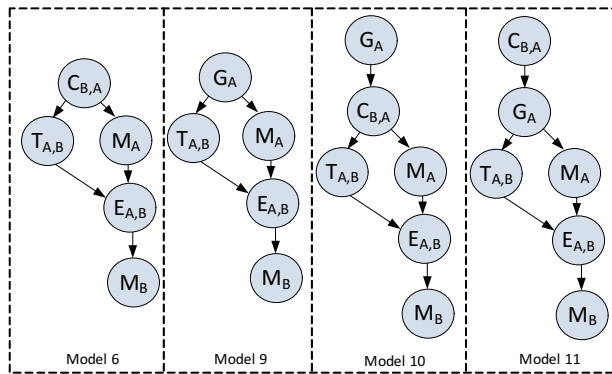 C_B,A
T_A,B
M_A
E_A,B
M_B
Model 6
G_A
T_A,B
M_A
E_A,B
M_B
Model 9
G_A
C_B,A
T_A,B
M_A
E_A,B
M_B
Model 10
C_B,A
G_A
T_A,B
M_A
E_A,B
M_B
Model 11